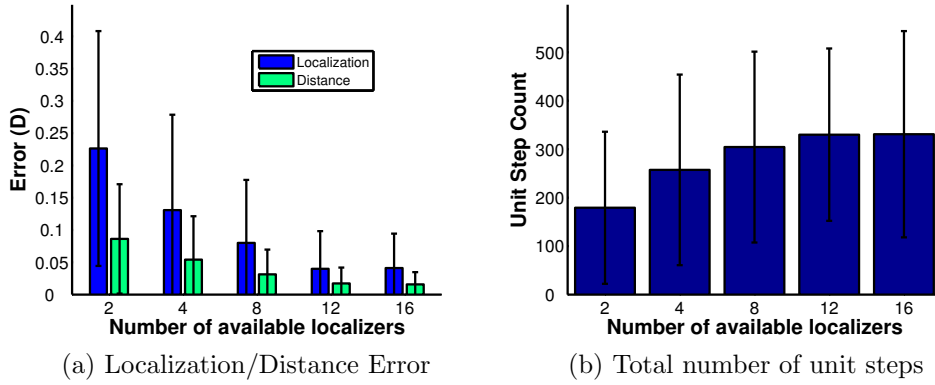 0.4
0.35
0.3
0.25
0.2
0.15
0.1
0.05
0
Error (D)
Localization
Distance
2 4 8 12 16
Number of available localizers
(a) Localization/Distance Error
500
400
300
200
100
0
Unit Step Count
2 4 8 12 16
Number of available localizers
(b) Total number of unit steps